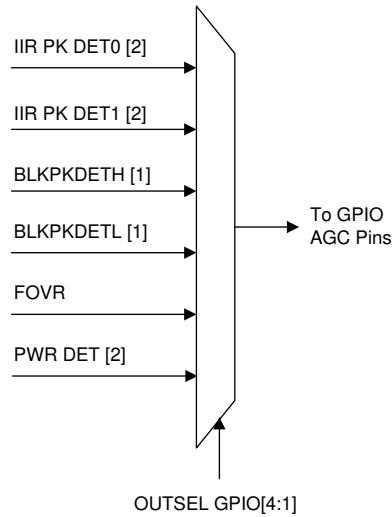 IIR PK DET0 [2]
IIR PK DET1 [2]
BLKPKDETH [1]
BLKPKDETL [1]
FOVR
PWR DET [2]
To GPIO
AGC Pins
OUTSEL GPIO[4:1]